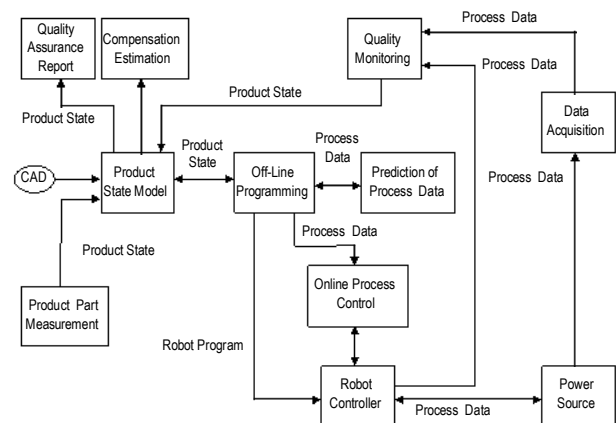 Process Data
Quality
Assurance
Report
Compensation
Estimation
Quality
Monitoring
Process Data
Product State
Product State
Data
Acquisition
Product
State
Process
Data
Process Data
CAD
Product
State Model
Off-Line
Programming
Prediction of
Process Data
Process Data
Product State
Online Process
Control
Product Part
Measurement
Robot Program
Robot
Controller
Process Data
Power
Source